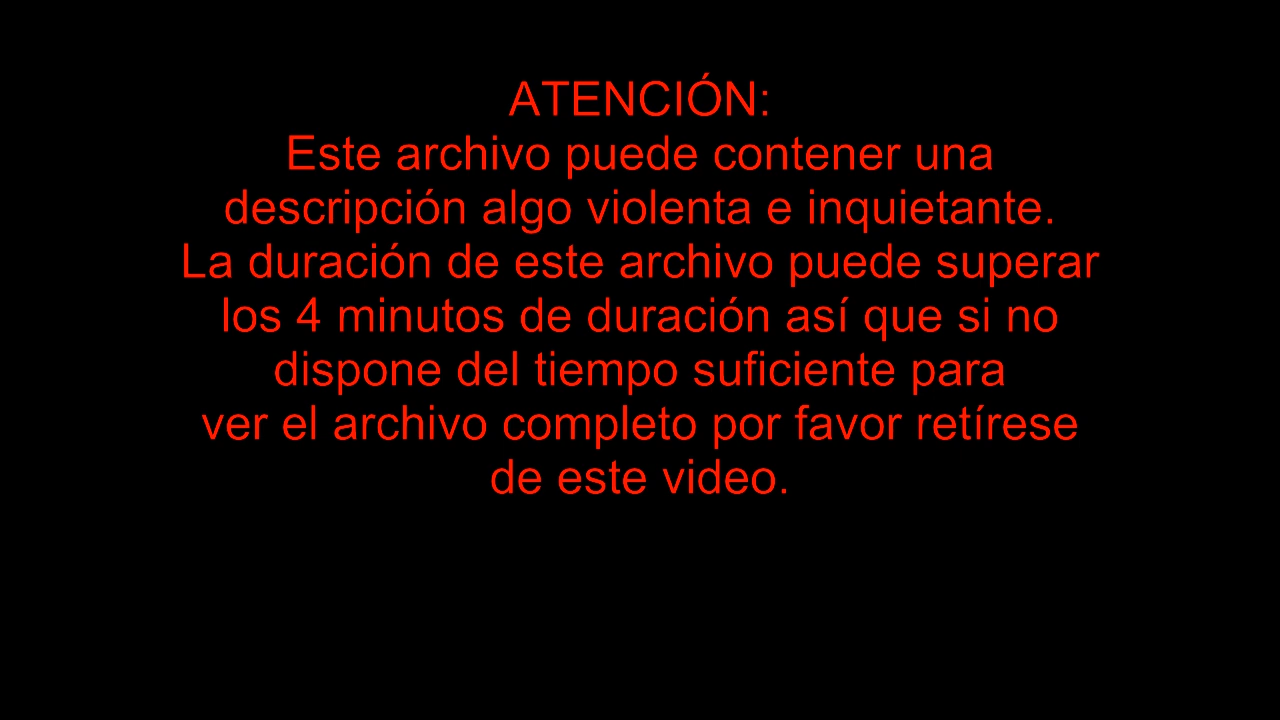 ATENCIÓN:
Este archivo puede contener una
descripción algo violenta e inquietante.
La duración de este archivo puede superar
los 4 minutos de duración así que si no
dispone del tiempo suficiente para
ver el archivo completo por favor retírese
de este video.